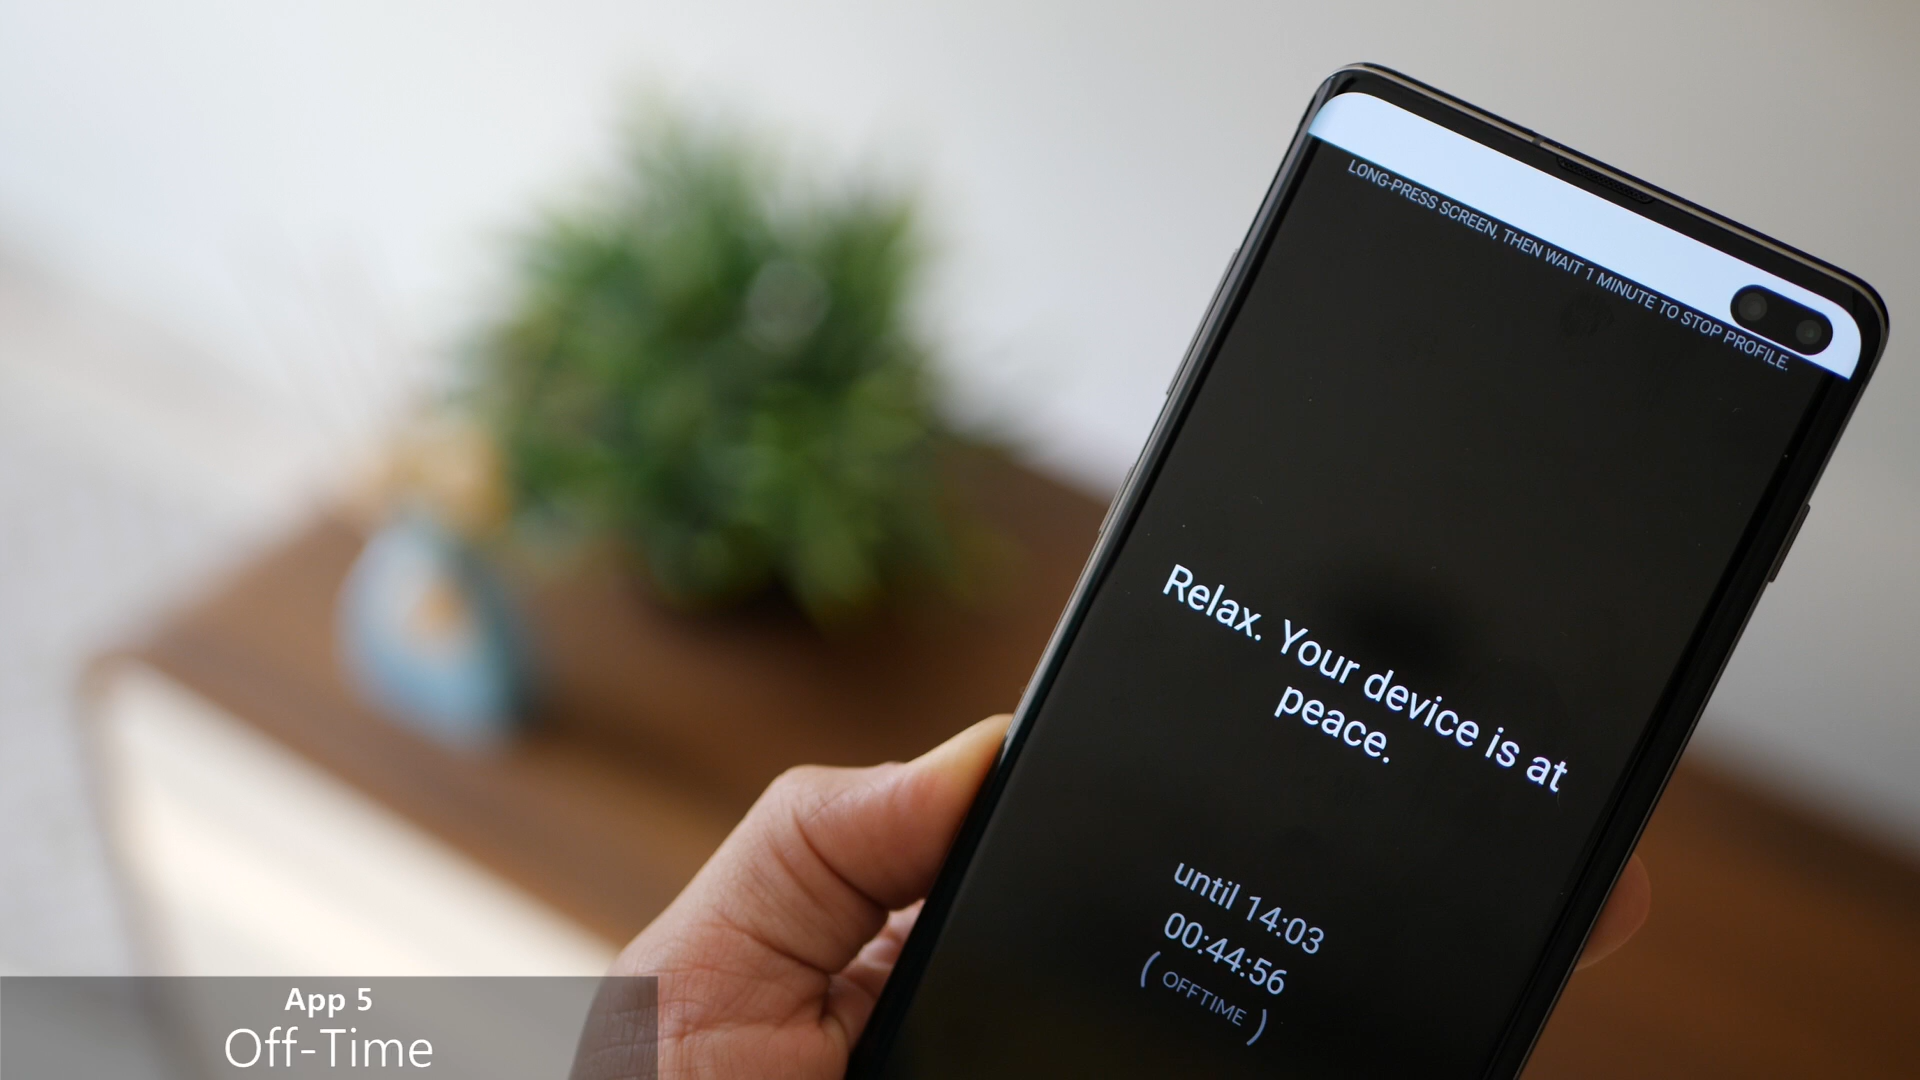 LONG-PRESS SCREEN, THEN WAIT 1 MINUTE TO STOP PROFILE.
Relax. Your device is at
peace.
until 14:03
00:44:56
( OFFTIME )
App 5
Off-Time